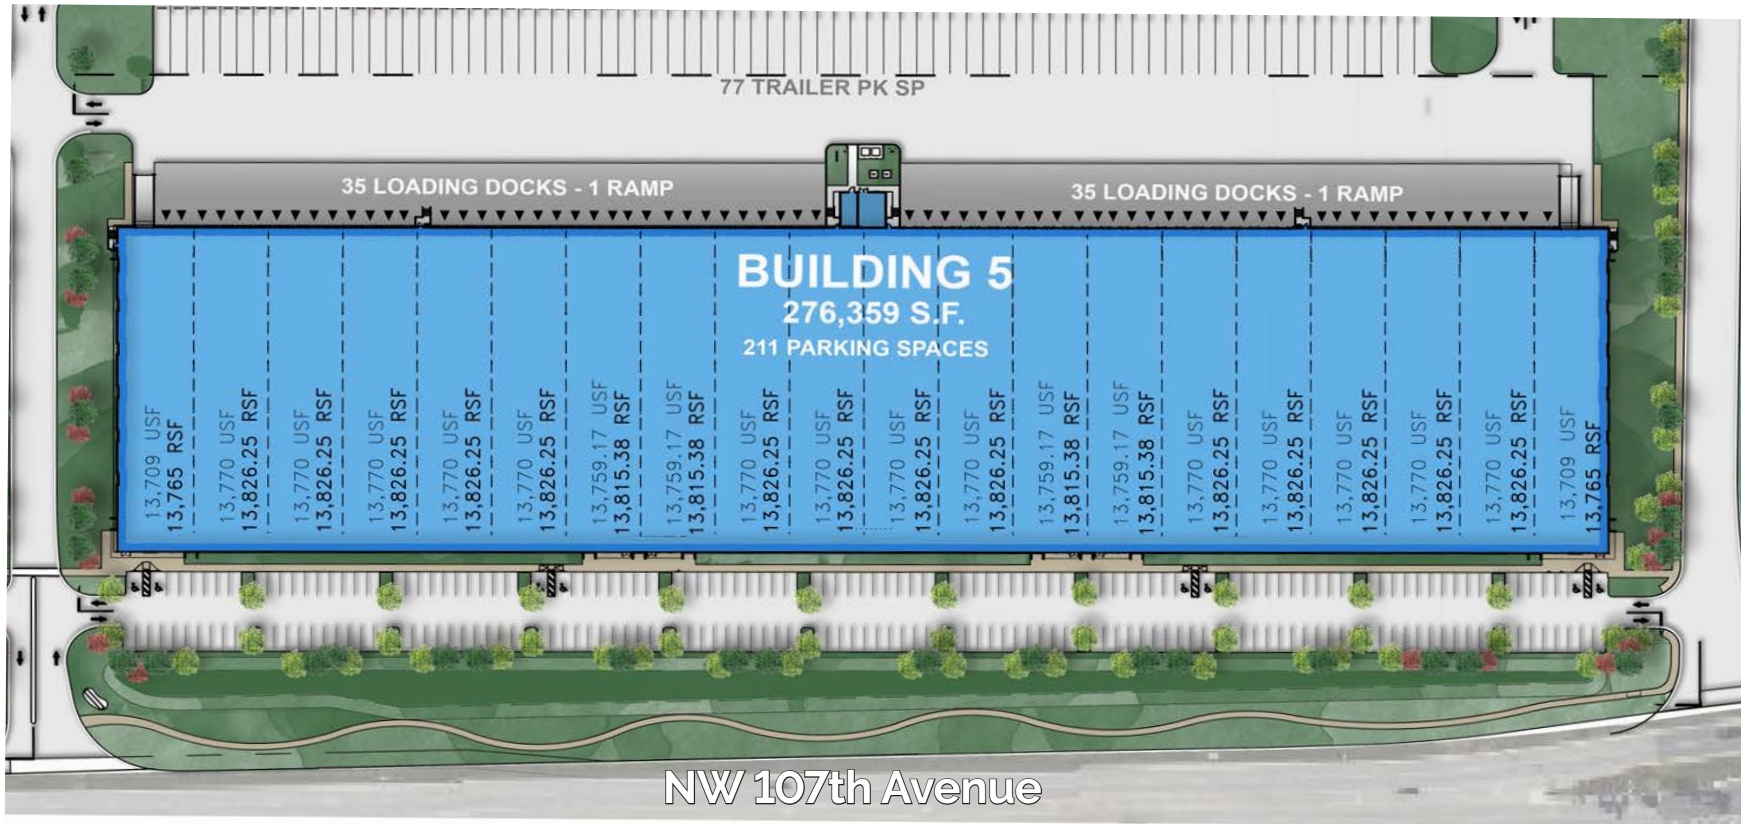 77 TRAILER PK SP
35 LOADING DOCKS - 1 RAMP
35 LOADING DOCKS - 1 RAMP
BUILDING 5
276,359 S.F.
211 PARKING SPACES
13,709 USF
13,765 RSF
13,770 USF
13,826.25 RSF
13,770 USF
13,826.25 RSF
13,770 USF
13,826.25 RSF
13,770 USF
13,826.25 RSF
13,770 USF
13,826.25 RSF
13,759.17 USF
13,815.38 RSF
13,759.17 USF
13,815.38 RSF
13,770 USF
13,826.25 RSF
13,770 USF
13,826.25 RSF
13,770 USF
13,826.25 RSF
13,770 USF
13,826.25 RSF
13,759.17 USF
13,815.38 RSF
13,759.17 USF
13,815.38 RSF
13,770 USF
13,826.25 RSF
13,770 USF
13,826.25 RSF
13,770 USF
13,826.25 RSF
13,770 USF
13,826.25 RSF
13,770 USF
13,826.25 RSF
13,709 USF
13,765 RSF
NW 107th Avenue